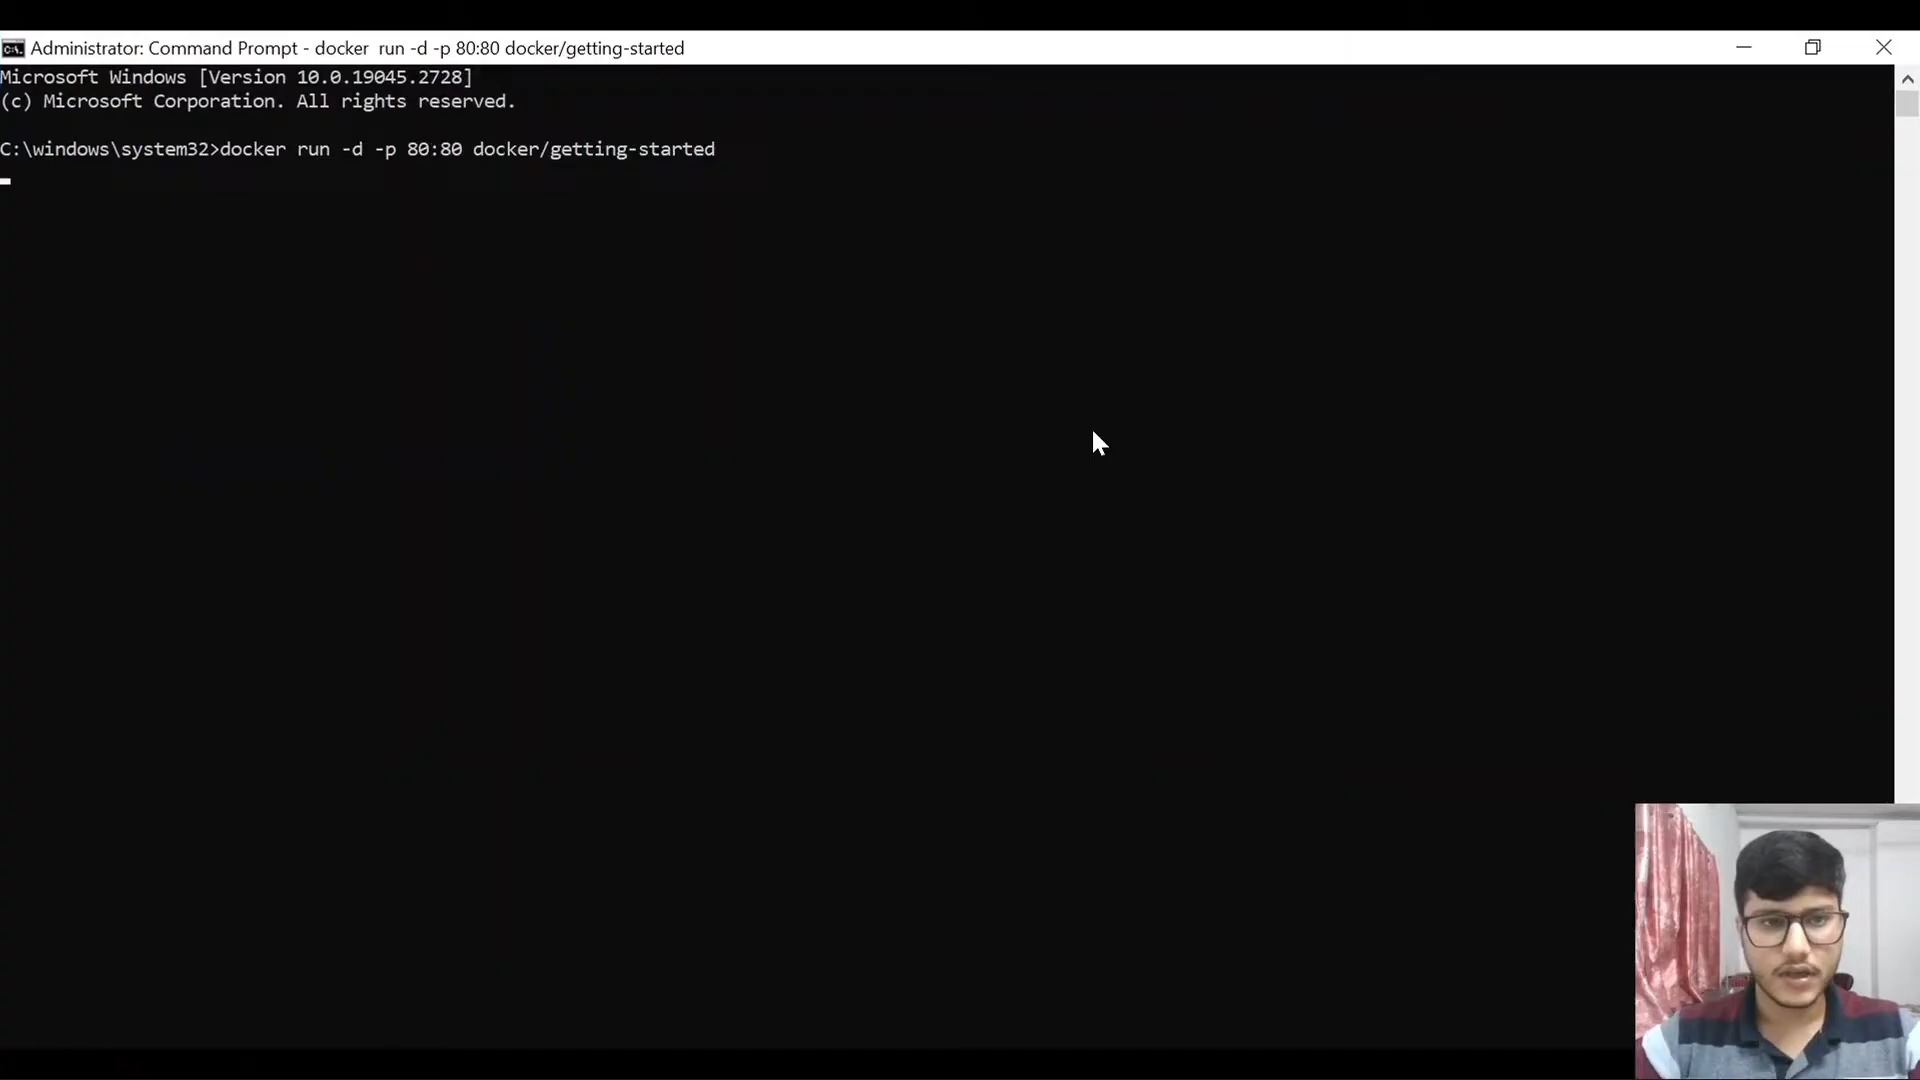 Administrator: Command Prompt - docker  run -d -p 80:80 docker/getting-started
Microsoft Windows [Version 10.0.19045.2728]
(c) Microsoft Corporation. All rights reserved.
C:\windows\system32>docker run -d -p 80:80 docker/getting-started